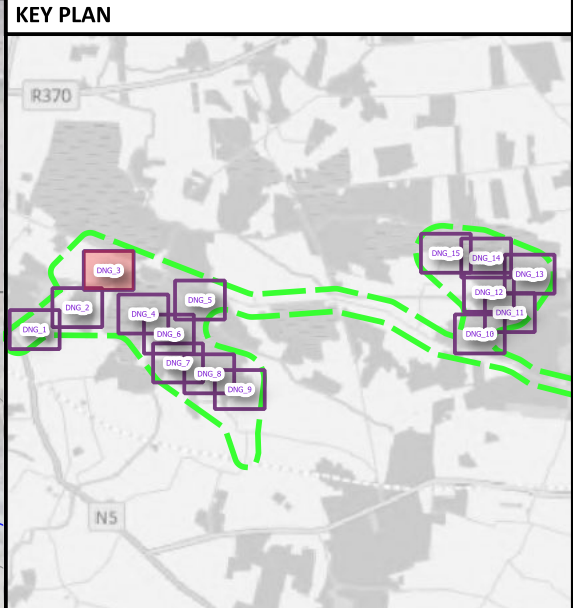 KEY PLAN
R370
DNG_15
DNG_14
DNG_3
DNG_13
DNG_12
DNG_5
DNG_2
DNG_4
DNG_11
DNG_1
DNG_6
DNG_10
DNG_7
DNG_8
DNG_9
N5